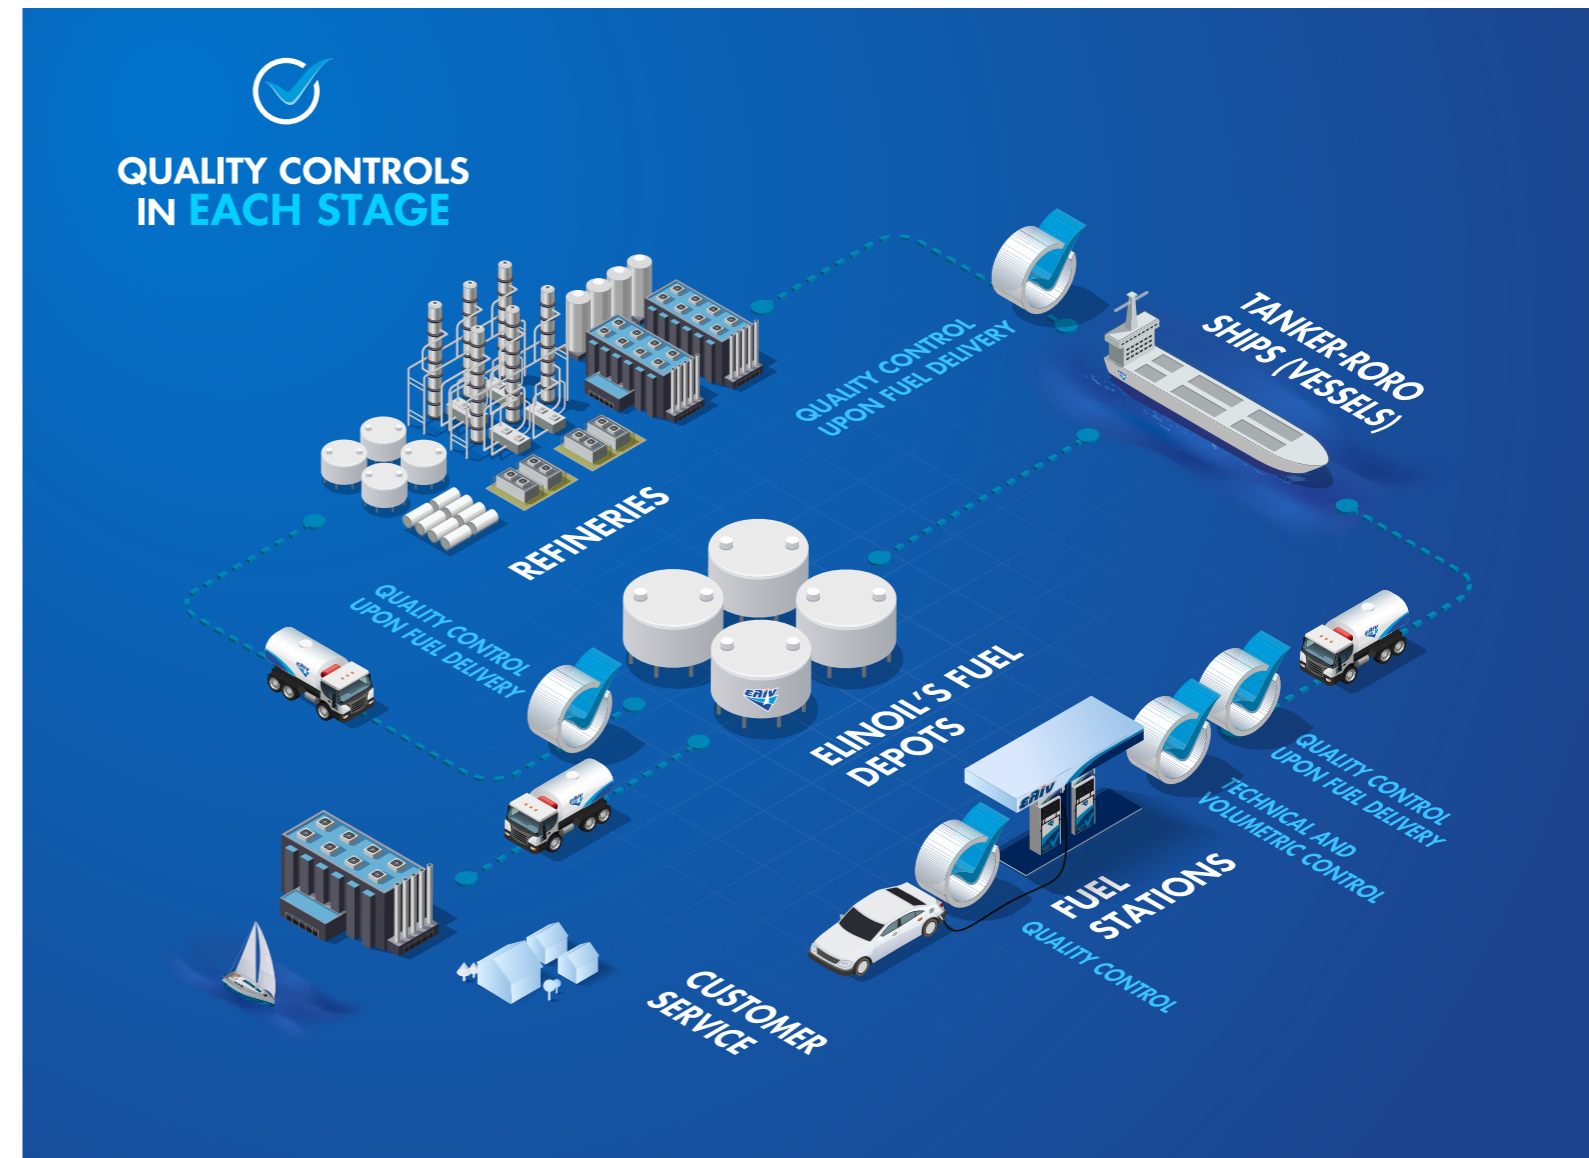 QUALITY CONTROLS
IN EACH STAGE
QUALITY CONTROL
UPON FUEL DELIVERY
TANKER-RORO
SHIPS (VESSELS)
REFINERIES
QUALITY CONTROL
UPON FUEL DELIVERY
ελίν
ELINOIL'S FUEL
DEPOTS
ελίν
QUALITY CONTROL
UPON FUEL DELIVERY
TECHNICAL AND
VOLUMETRIC CONTROL
FUEL
STATIONS
QUALITY CONTROL
CUSTOMER
SERVICE